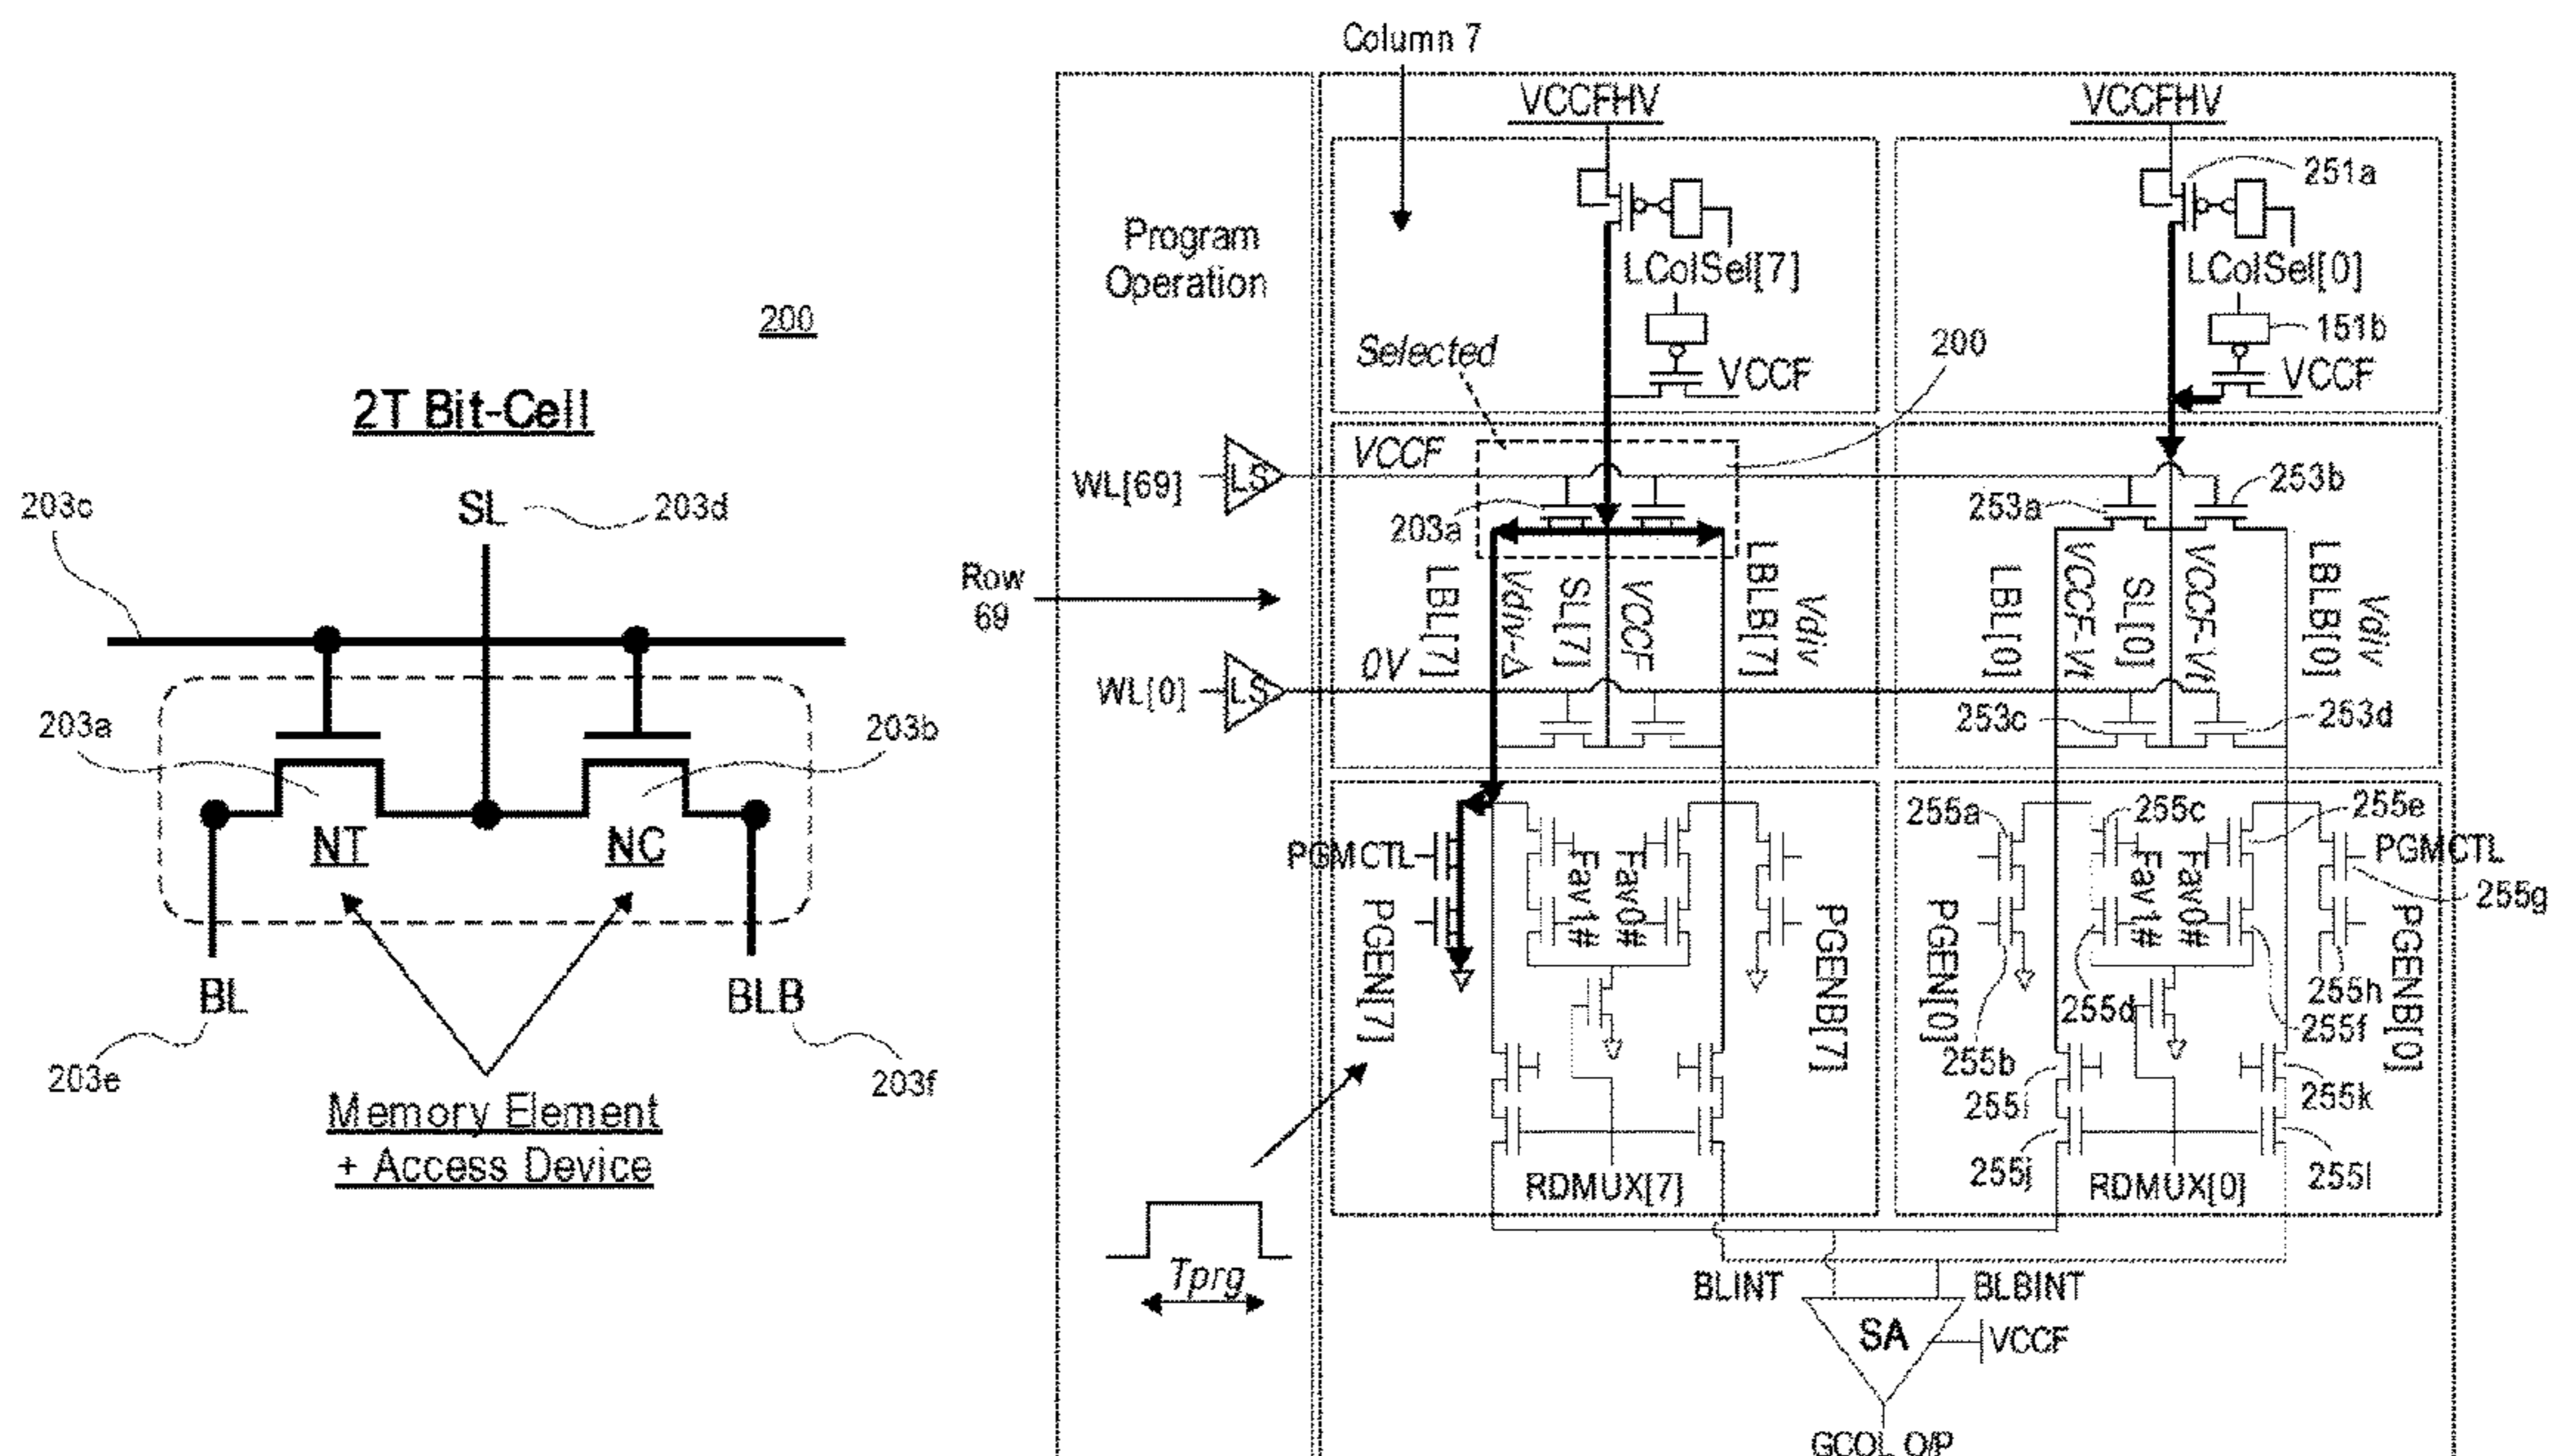 200
2T Bit-Cell
203c
SL
203d
203a
203b
NT
NC
BL
BLB
203e
203f
Memory Element
+ Access Device
Column 7
Program
Operation
VCCFHV
VCCFHV
251a
LColSel[7]
LColSel[0]
151b
Selected
200
VCCF
VCCF
WL[69]
LS
VCCF
203a
253a
253b
Row
69
LBL[7]
Vdiv-Δ
SL[7]
VCCF
LBLB[7]
Vdiv
LBL[0]
VCCF-Vt
SL[0]
VCCF-Vt
LBLB[0]
Vdiv
WL[0]
LS
0V
253c
253d
PGMCTL
PGEN[7]
Fav1#
Fav0#
PGENB[7]
255a
255c
255e
PGMCTL
255g
PGEN[0]
Fav1#
Fav0#
PGENB[0]
255d
255h
255f
255b
255i
255k
255j
255l
RDMUX[7]
RDMUX[0]
Tprg
BLINT
BLBINT
SA
VCCF
GCOL O/P